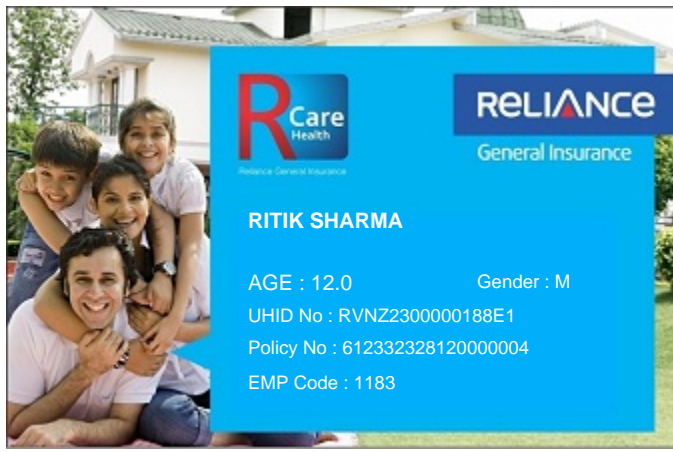 RCare
Health
Reliance General Insurance
RELIANCE
General Insurance
RITIK SHARMA
AGE : 12.0 Gender : M
UHID No : RVNZ2300000188E1
Policy No : 612332328120000004
EMP Code : 1183